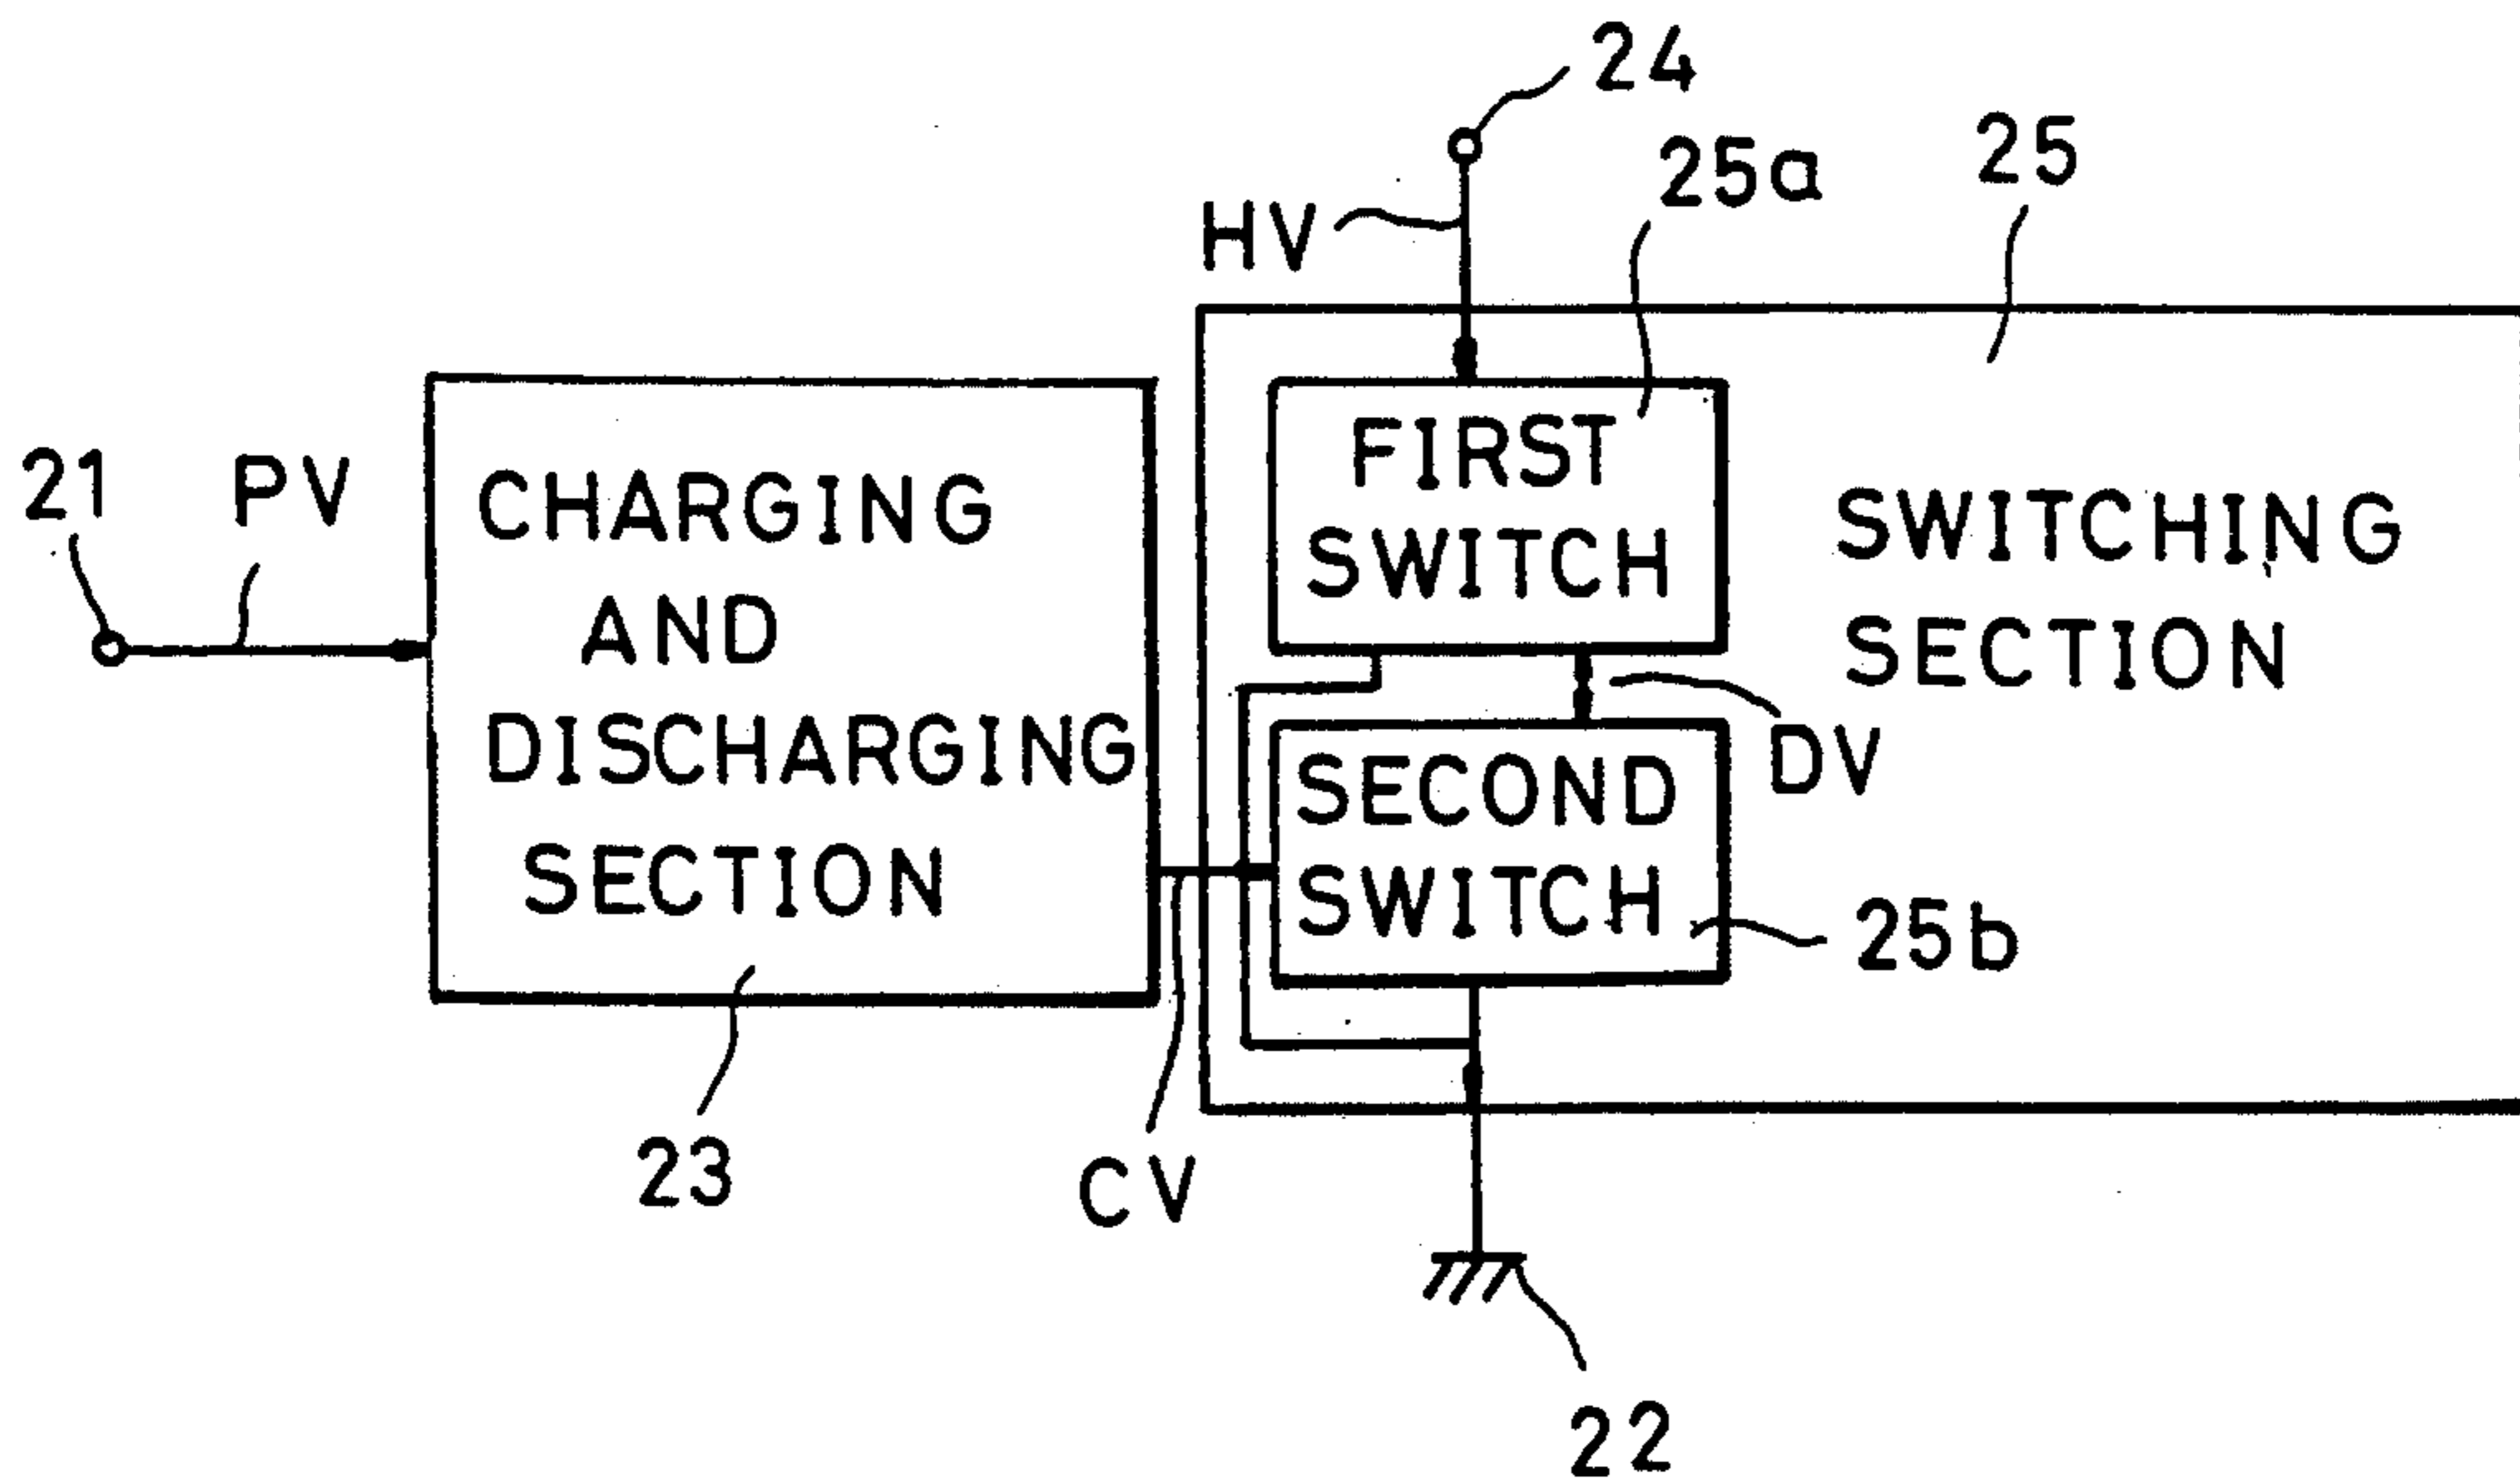 24
25a
25
HV
21
PV
CHARGING
AND
DISCHARGING
SECTION
FIRST
SWITCH
SWITCHING
SECTION
DV
SECOND
SWITCH
25b
23
CV
22